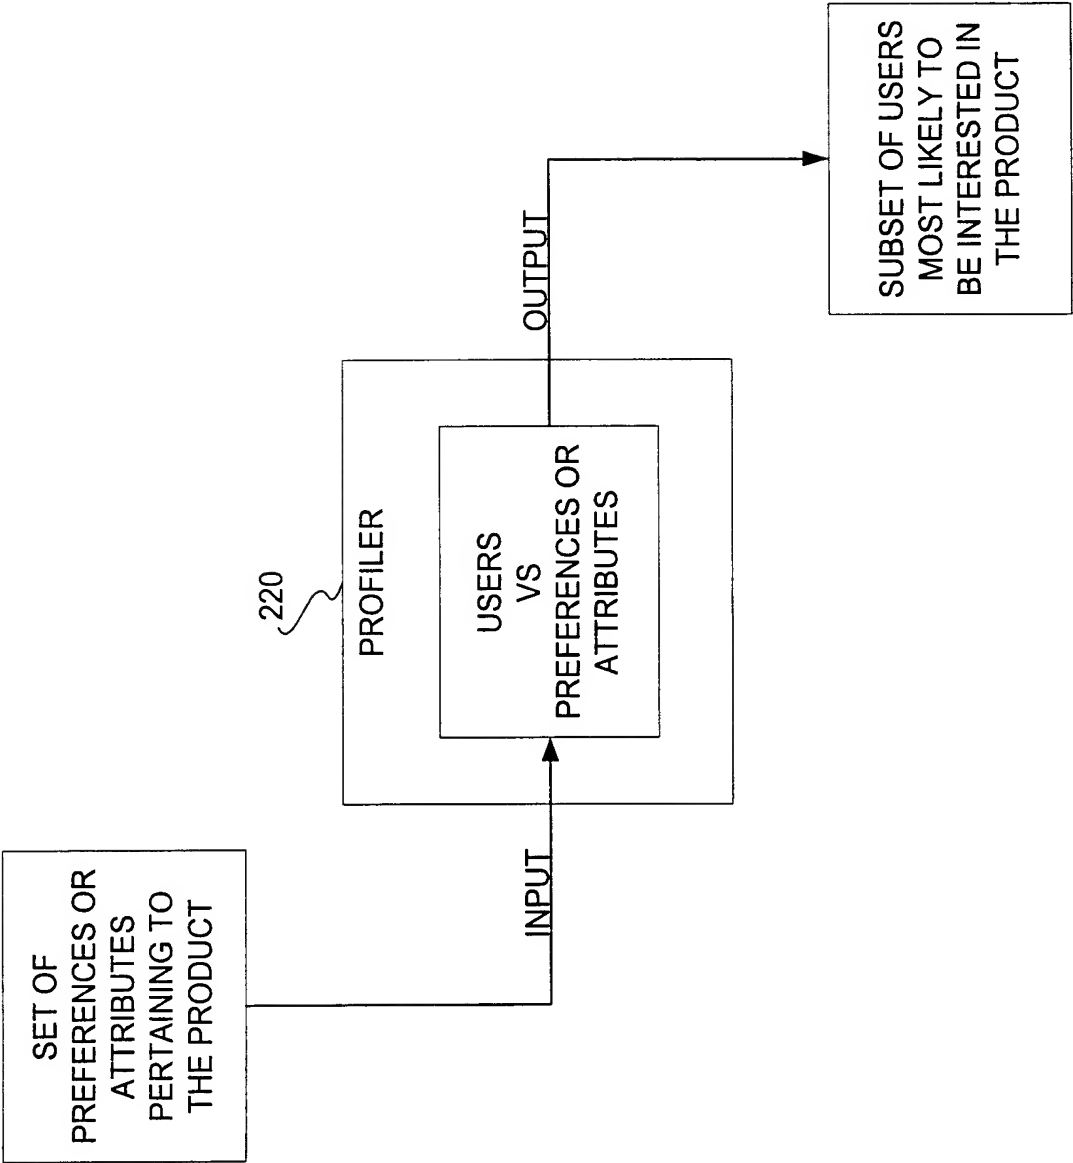 SET OF
PREFERENCES OR
ATTRIBUTES
PERTAINING TO
THE PRODUCT
INPUT
220
PROFILER
USERS
VS
PREFERENCES OR
ATTRIBUTES
OUTPUT
SUBSET OF USERS
MOST LIKELY TO
BE INTERESTED IN
THE PRODUCT